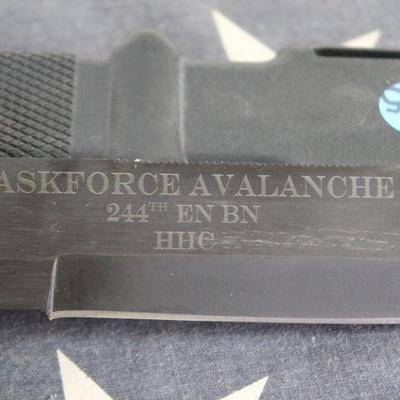 ASKFORCE AVALANCHE
244TH EN BN
HHC